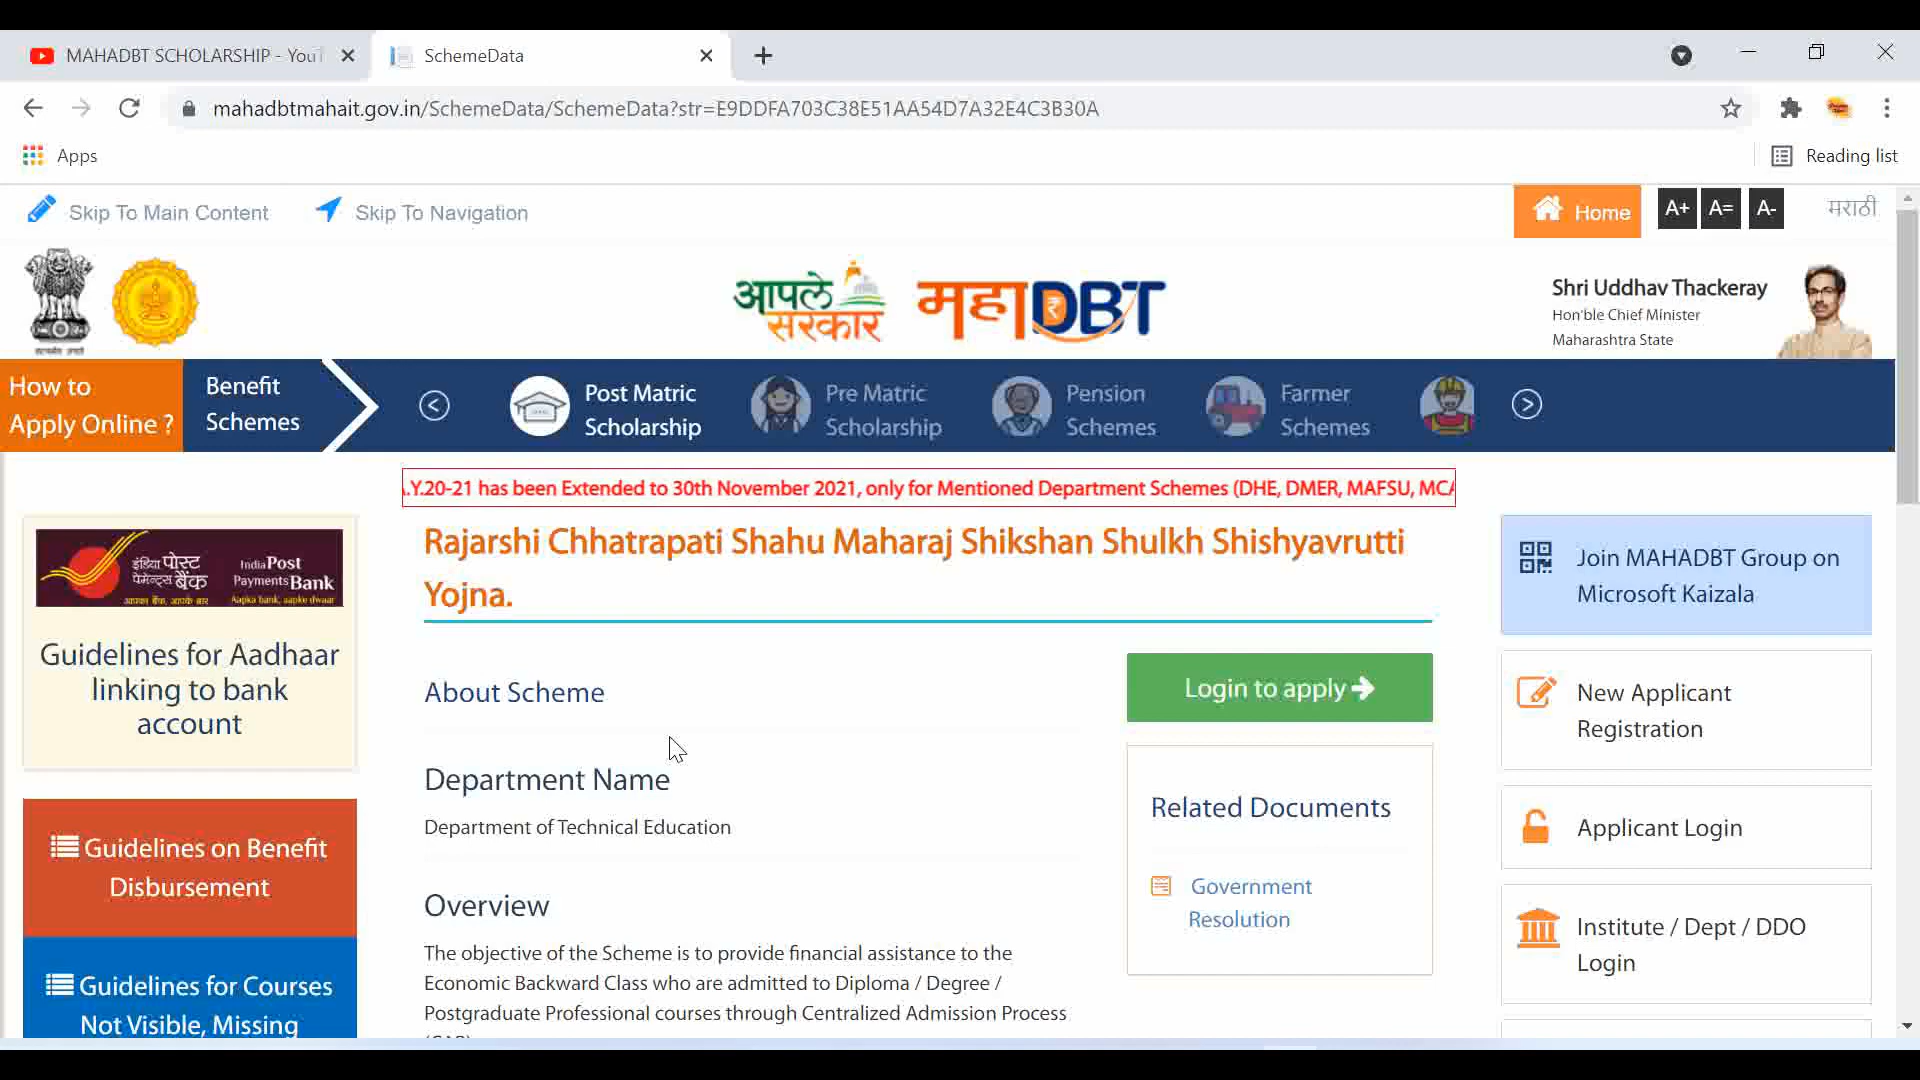 MAHADBT SCHOLARSHIP - YouT
SchemeData
mahadbtmahait.gov.in/SchemeData/SchemeData?str=E9DDFA703C38E51AA54D7A32E4C3B30A
Apps
Reading list
Skip To Main Content
Skip To Navigation
Home
A+
A=
A-
मराठी
आपले
सरकार
महाDBT
Shri Uddhav Thackeray
Hon'ble Chief Minister
Maharashtra State
How to
Apply Online ?
Benefit
Schemes
Post Matric
Scholarship
Pre Matric
Scholarship
Pension
Schemes
Farmer
Schemes
.Y.20-21 has been Extended to 30th November 2021, only for Mentioned Department Schemes (DHE, DMER, MAFSU, MCA
इंडिया पोस्ट
पेमेन्ट्स बैंक
आपका बैंक, आपके द्वार
IndiaPost
PaymentsBank
Aapka bank, aapke dwaar
Guidelines for Aadhaar
linking to bank
account
Guidelines on Benefit
Disbursement
Guidelines for Courses
Not Visible, Missing
Rajarshi Chhatrapati Shahu Maharaj Shikshan Shulkh Shishyavrutti
Yojna.
About Scheme
Login to apply
Department Name
Department of Technical Education
Overview
The objective of the Scheme is to provide financial assistance to the
Economic Backward Class who are admitted to Diploma / Degree /
Postgraduate Professional courses through Centralized Admission Process
Related Documents
Government
Resolution
Join MAHADBT Group on
Microsoft Kaizala
New Applicant
Registration
Applicant Login
Institute / Dept / DDO
Login